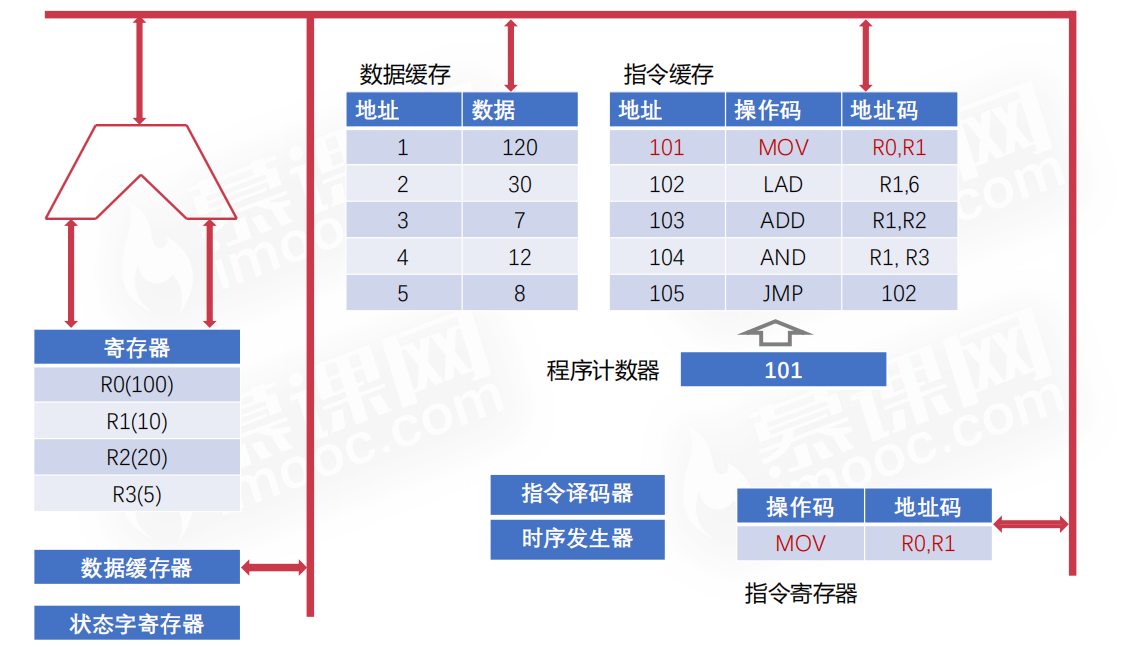 数据缓存
地址 数据
1 120
2 30
3 7
4 12
5 8
指令缓存
地址 操作码 地址码
101 MOV R0,R1
102 LAD R1,6
103 ADD R1,R2
104 AND R1, R3
105 JMP 102
程序计数器 101
寄存器
R0(100)
R1(10)
R2(20)
R3(5)
数据缓存器
状态字寄存器
指令译码器
时序发生器
操作码 地址码
MOV R0,R1
指令寄存器
慕课网
imooc.com
慕课网
imooc.com
慕课网
imooc.com